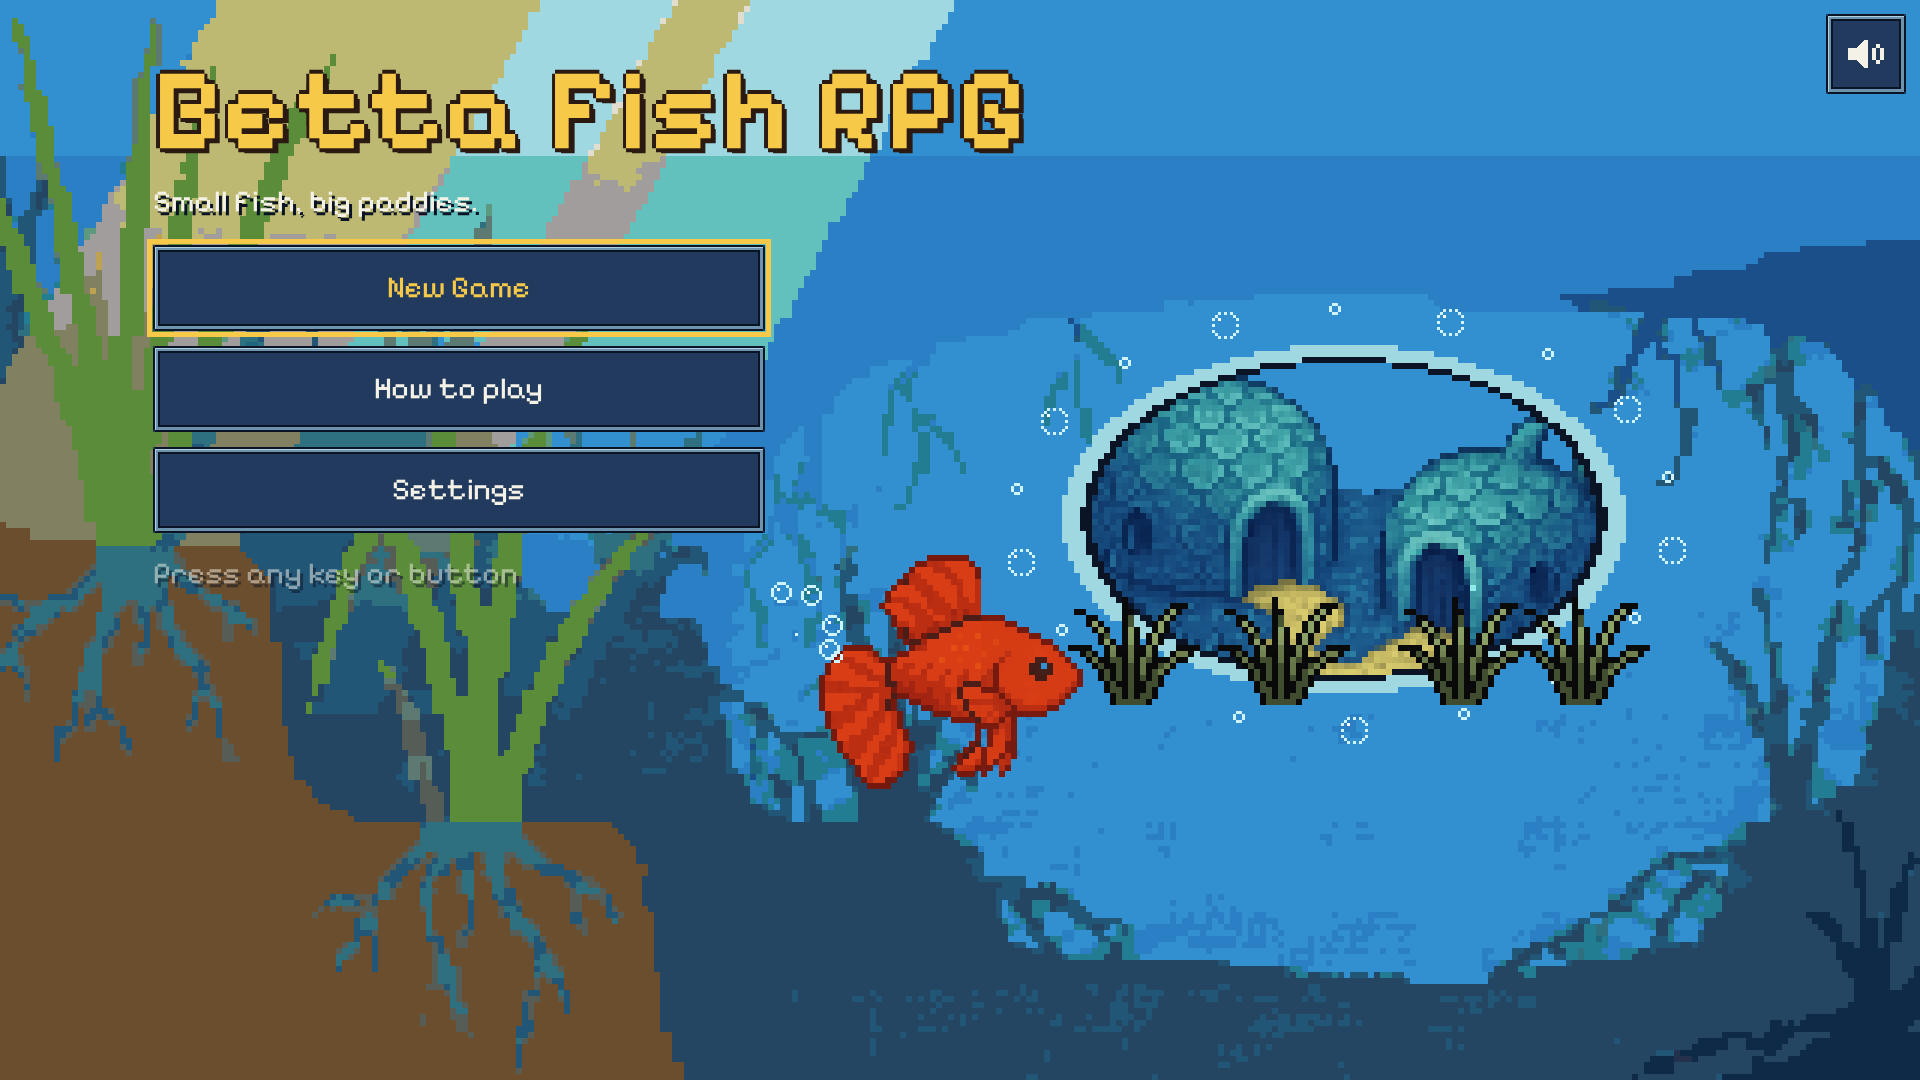 Betta Fish RPG
Small fish, big paddies.
New Game
How to play
Settings
Press any key or button